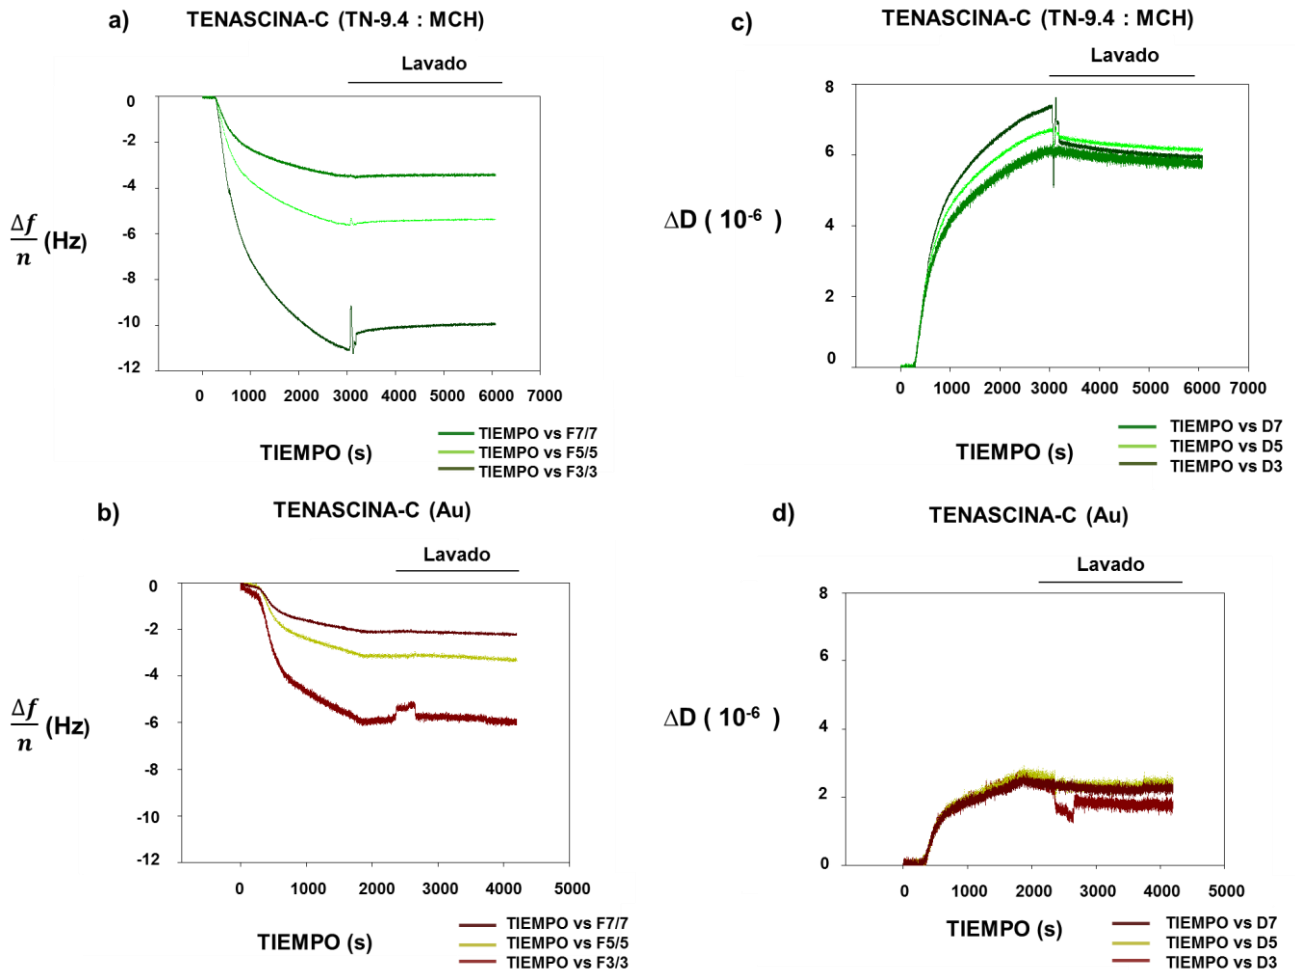 a)
TENASCINA-C (TN-9.4 : MCH)
Lavado
0
-2
-4
-6
-8
-10
-12
Δf/n (Hz)
0 1000 2000 3000 4000 5000 6000 7000
TIEMPO (s)
TIEMPO vs F7/7
TIEMPO vs F5/5
TIEMPO vs F3/3
c)
TENASCINA-C (TN-9.4 : MCH)
Lavado
8
6
4
2
0
ΔD ( 10⁻⁶ )
0 1000 2000 3000 4000 5000 6000 7000
TIEMPO (s)
TIEMPO vs D7
TIEMPO vs D5
TIEMPO vs D3
b)
TENASCINA-C (Au)
Lavado
0
-2
-4
-6
-8
-10
-12
Δf/n (Hz)
0 1000 2000 3000 4000 5000
TIEMPO (s)
TIEMPO vs F7/7
TIEMPO vs F5/5
TIEMPO vs F3/3
d)
TENASCINA-C (Au)
Lavado
8
6
4
2
0
ΔD ( 10⁻⁶ )
0 1000 2000 3000 4000 5000
TIEMPO (s)
TIEMPO vs D7
TIEMPO vs D5
TIEMPO vs D3